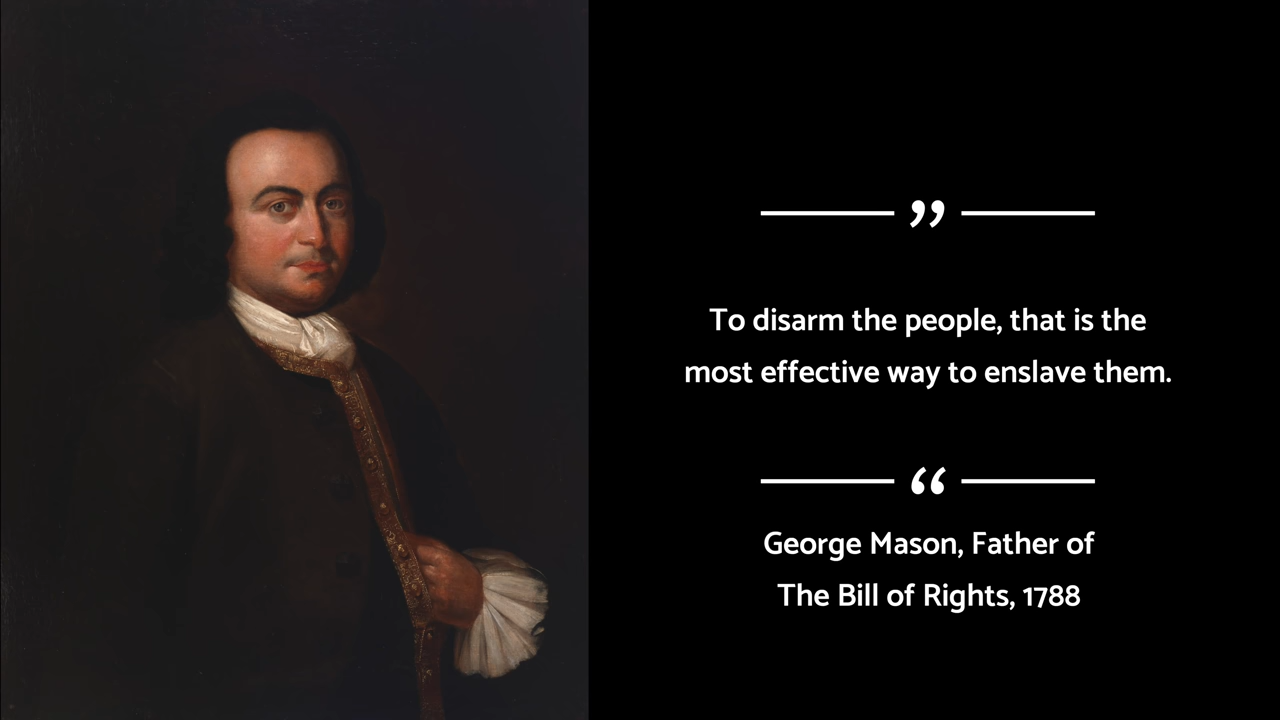 ”
To disarm the people, that is the
most effective way to enslave them.
“
George Mason, Father of
The Bill of Rights, 1788